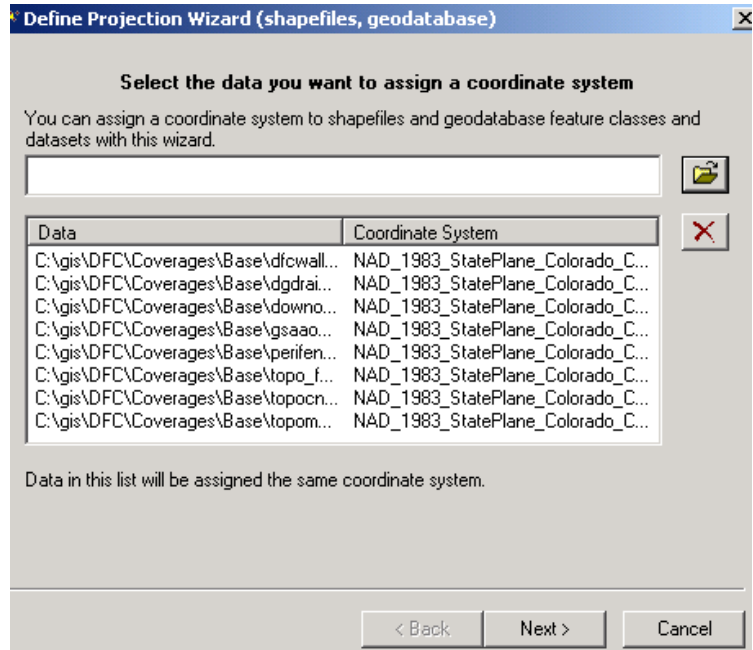 Define Projection Wizard (shapefiles, geodatabase)
Select the data you want to assign a coordinate system
You can assign a coordinate system to shapefiles and geodatabase feature classes and
datasets with this wizard.
Data Coordinate System
C:\gis\DFC\Coverages\Base\dfcwall... NAD_1983_StatePlane_Colorado_C...
C:\gis\DFC\Coverages\Base\dgdrai... NAD_1983_StatePlane_Colorado_C...
C:\gis\DFC\Coverages\Base\downo... NAD_1983_StatePlane_Colorado_C...
C:\gis\DFC\Coverages\Base\gsaao... NAD_1983_StatePlane_Colorado_C...
C:\gis\DFC\Coverages\Base\perifen... NAD_1983_StatePlane_Colorado_C...
C:\gis\DFC\Coverages\Base\topo_f... NAD_1983_StatePlane_Colorado_C...
C:\gis\DFC\Coverages\Base\topocn... NAD_1983_StatePlane_Colorado_C...
C:\gis\DFC\Coverages\Base\topom... NAD_1983_StatePlane_Colorado_C...
Data in this list will be assigned the same coordinate system.
< Back Next > Cancel